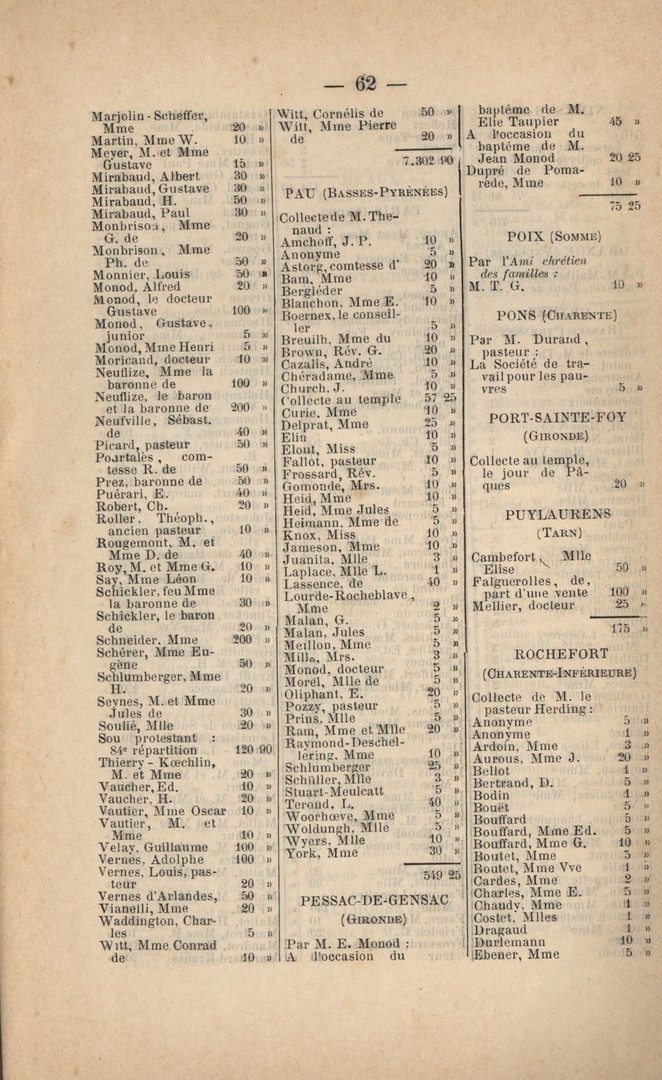 — 62 —
Marjolin-Scheffer,
Mme 20 »
Martin, Mme W. 10 »
Meyer, M. et Mme
Gustave 15 »
Mirabaud, Albert 30 »
Mirabaud, Gustave 30 »
Mirabaud, H. 50 »
Mirabaud, Paul 30 »
Monbrison, Mme
G. de 20 »
Monbrison, Mme
Ph. de 50 »
Monnier, Louis 50 »
Monod, Alfred 20 »
Monod, le docteur
Gustave 100 »
Monod, Gustave,
junior 5 »
Monod, Mme Henri 5 »
Moricand, docteur 10 »
Neuflize, Mme la
baronne de 100 »
Neuflize, le baron
et la baronne de 200 »
Neufville, Sébast.
de 40 »
Picard, pasteur 50 »
Pourtalès, com-
tesse R. de 50 »
Prez, baronne de 50 »
Puérari, E. 40 »
Robert, Ch. 20 »
Roller, Théoph.,
ancien pasteur 10 »
Rougemont, M. et
Mme D. de 40 »
Roy, M. et Mme G. 10 »
Say, Mme Léon 10 »
Schickler, feu Mme
la baronne de 30 »
Schickler, le baron
de 20 »
Schneider, Mme 200 »
Schérer, Mme Eu-
gène 50 »
Schlumberger, Mme
H. 20 »
Seynes, M. et Mme
Jules de 30 »
Soulié, Mlle 20 »
Sou protestant :
84e répartition 120 90
Thierry-Kœchlin,
M. et Mme 20 »
Vaucher, Ed. 10 »
Vaucher, H. 20 »
Vautier, Mme Oscar 10 »
Vautier, M. et
Mme 10 »
Velay, Guillaume 100 »
Vernes, Adolphe 100 »
Vernes, Louis, pas-
teur 20 »
Vernes d'Arlandes, 50 »
Vianelli, Mme 20 »
Waddington, Char-
les 5 »
Witt, Mme Conrad
de 10 »
Witt, Cornélis de 50 »
Witt, Mme Pierre
de 20 »
7.302 90
PAU (BASSES-PYRÉNÉES)
Collecte de M. The-
naud :
Amchoff, J. P. 10 »
Anonyme 5 »
Astorg, comtesse d' 20 »
Bam, Mme 10 »
Bergléder 5 »
Blanchon, Mme E. 10 »
Boernex, le conseil-
ler 5 »
Breuilh, Mme du 10 »
Brown, Rév. G. 20 »
Cazalis, André 10 »
Chéradame, Mme 5 »
Church, J. 10 »
Collecte au temple 57 25
Curie, Mme 10 »
Delprat, Mme 25 »
Elin 10 »
Elout, Miss 5 »
Fallot, pasteur 10 »
Frossard, Rév. 5 »
Gomonde, Mrs. 10 »
Heid, Mme 10 »
Heid, Mme Jules 5 »
Heimann, Mme de 5 »
Knox, Miss 10 »
Jameson, Mme 10 »
Juanita, Mlle 3 »
Laplace, Mlle L. 1 »
Lassence, de 40 »
Lourde-Rocheblave,
Mme 2 »
Malan, G. 5 »
Malan, Jules 5 »
Meillon, Mme 5 »
Mills, Mrs. 3 »
Monod, docteur 5 »
Morel, Mlle de 5 »
Oliphant, E. 20 »
Pozzy, pasteur 5 »
Prins, Mlle 5 »
Ram, Mme et Mlle 20 »
Raymond-Deschel-
lering, Mme 10 »
Schlumberger 25 »
Schüller, Mlle 3 »
Stuart-Meulcatt 5 »
Terond, L. 40 »
Woorhœve, Mme 5 »
Woldungh, Mlle 5 »
Wyers, Mlle 10 »
York, Mme 30 »
549 25
PESSAC-DE-GENSAC
(GIRONDE)
Par M. E. Monod :
A l'occasion du
baptême de M.
Elie Taupier 45 »
A l'occasion du
baptême de M.
Jean Monod 20 25
Dupré de Poma-
rède, Mme 10 »
75 25
POIX (SOMME)
Par l'Ami chrétien
des familles :
M. T. G. 10 »
PONS (CHARENTE)
Par M. Durand,
pasteur :
La Société de tra-
vail pour les pau-
vres 5 »
PORT-SAINTE-FOY
(GIRONDE)
Collecte au temple,
le jour de Pâ-
ques 20 »
PUYLAURENS
(TARN)
Cambefort, Mlle
Elise 50 »
Falguerolles, de,
part d'une vente 100 »
Mellier, docteur 25 »
175 »
ROCHEFORT
(CHARENTE-INFÉRIEURE)
Collecte de M. le
pasteur Herding :
Anonyme 5 »
Anonyme 1 »
Ardoin, Mme 3 »
Aurous, Mme J. 20 »
Bellot 1 »
Bertrand, D. 5 »
Bodin 1 »
Bouët 5 »
Bouffard 5 »
Bouffard, Mme Ed. 5 »
Bouffard, Mme G. 10 »
Boutet, Mme 5 »
Boutet, Mme Vve 1 »
Cardes, Mme 2 »
Charles, Mme E. 5 »
Chaudy, Mme 1 »
Costet, Mlles 1 »
Dragaud 1 »
Durlemann 10 »
Ebener, Mme 5 »